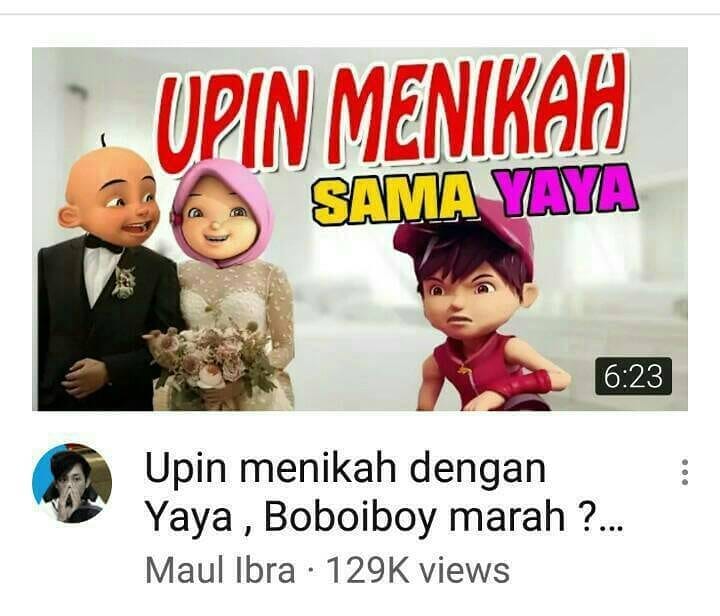 UPIN MENIKAH
SAMA YAYA
6:23
Upin menikah dengan
Yaya , Boboiboy marah ?...
Maul Ibra · 129K views